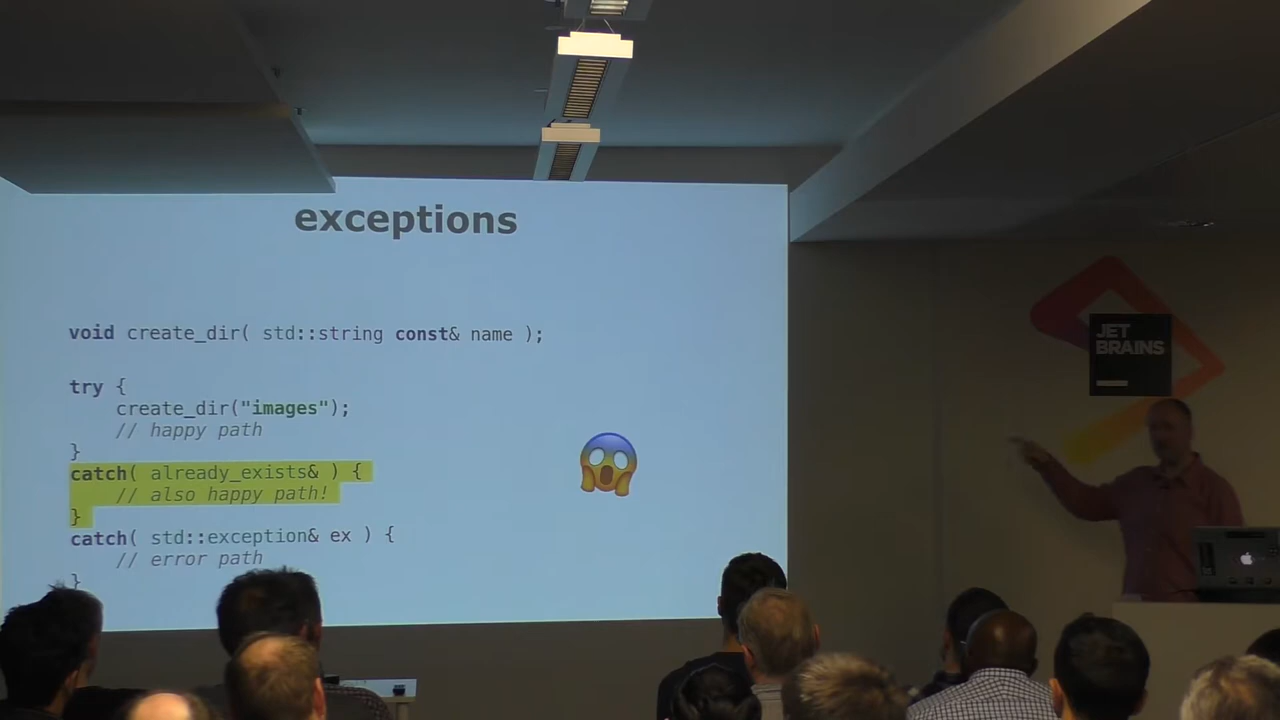 exceptions
void create_dir( std::string const& name );
try {
    create_dir("images");
    // happy path
}
catch( already_exists& ) {
    // also happy path!
}
catch( std::exception& ex ) {
    // error path
}
JET
BRAINS